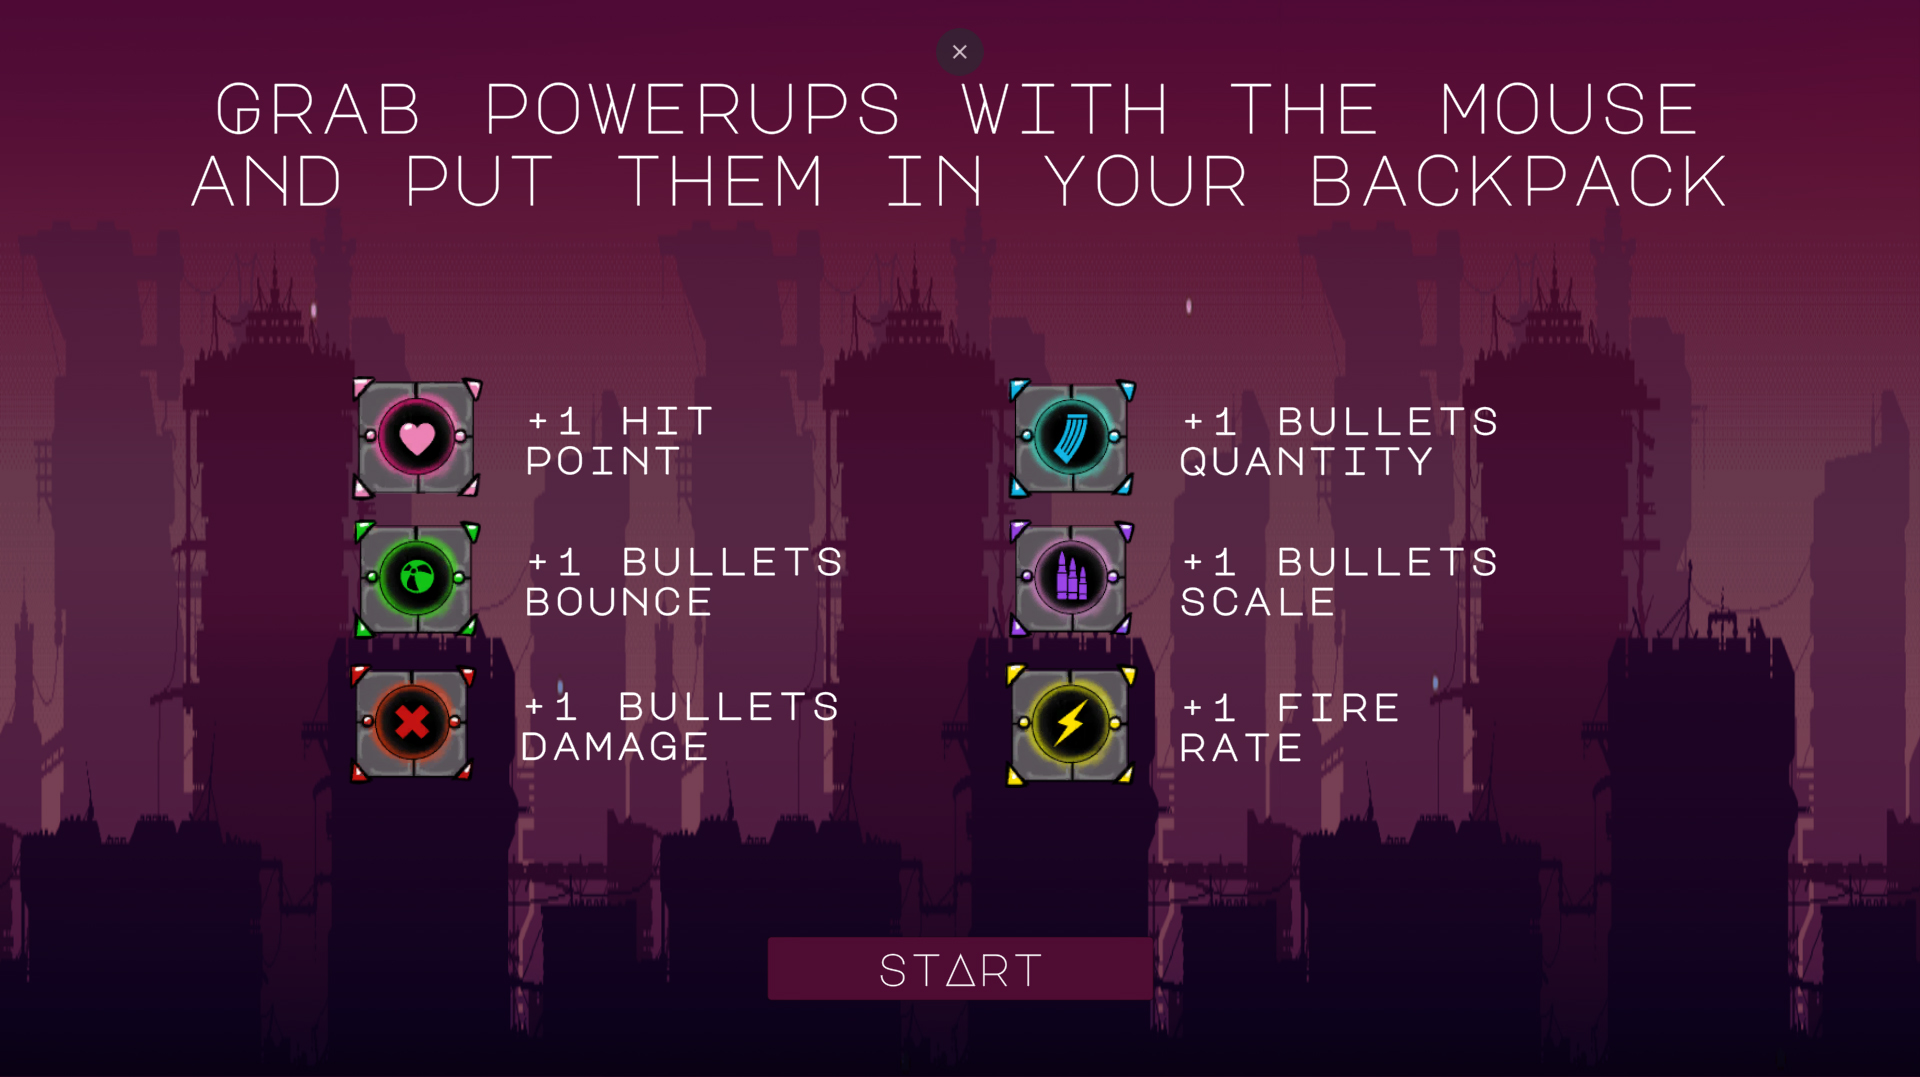 GRAB POWERUPS WITH THE MOUSE
AND PUT THEM IN YOUR BACKPACK
+1 HIT
POINT
+1 BULLETS
QUANTITY
+1 BULLETS
BOUNCE
+1 BULLETS
SCALE
+1 BULLETS
DAMAGE
+1 FIRE
RATE
START